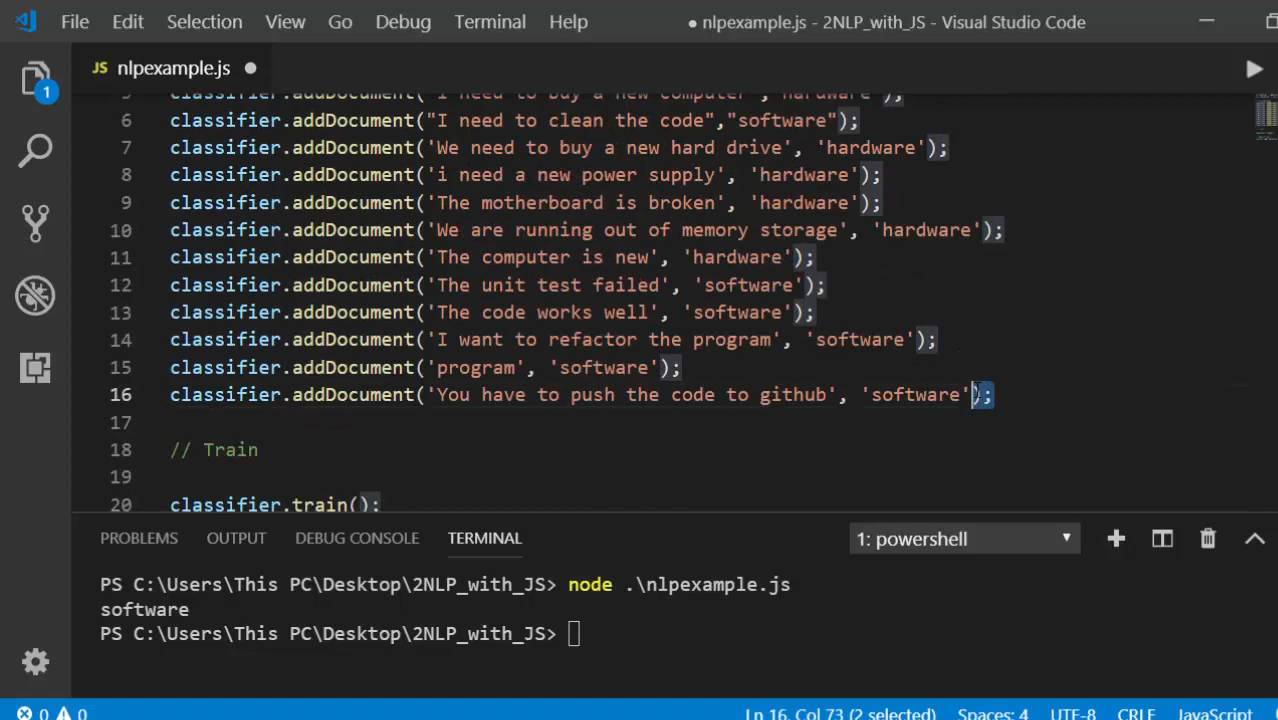 File Edit Selection View Go Debug Terminal Help ● nlpexample.js - 2NLP_with_JS - Visual Studio Code
JS nlpexample.js ●
1
5 classifier.addDocument('I need to buy a new computer','hardware');
6 classifier.addDocument("I need to clean the code","software");
7 classifier.addDocument('We need to buy a new hard drive', 'hardware');
8 classifier.addDocument('i need a new power supply', 'hardware');
9 classifier.addDocument('The motherboard is broken', 'hardware');
10 classifier.addDocument('We are running out of memory storage', 'hardware');
11 classifier.addDocument('The computer is new', 'hardware');
12 classifier.addDocument('The unit test failed', 'software');
13 classifier.addDocument('The code works well', 'software');
14 classifier.addDocument('I want to refactor the program', 'software');
15 classifier.addDocument('program', 'software');
16 classifier.addDocument('You have to push the code to github', 'software');
17
18 // Train
19
20 classifier.train();
PROBLEMS OUTPUT DEBUG CONSOLE TERMINAL 1: powershell
PS C:\Users\This PC\Desktop\2NLP_with_JS> node .\nlpexample.js
software
PS C:\Users\This PC\Desktop\2NLP_with_JS>
0 0 Ln 16, Col 73 (2 selected) Spaces: 4 UTF-8 CRLF JavaScript